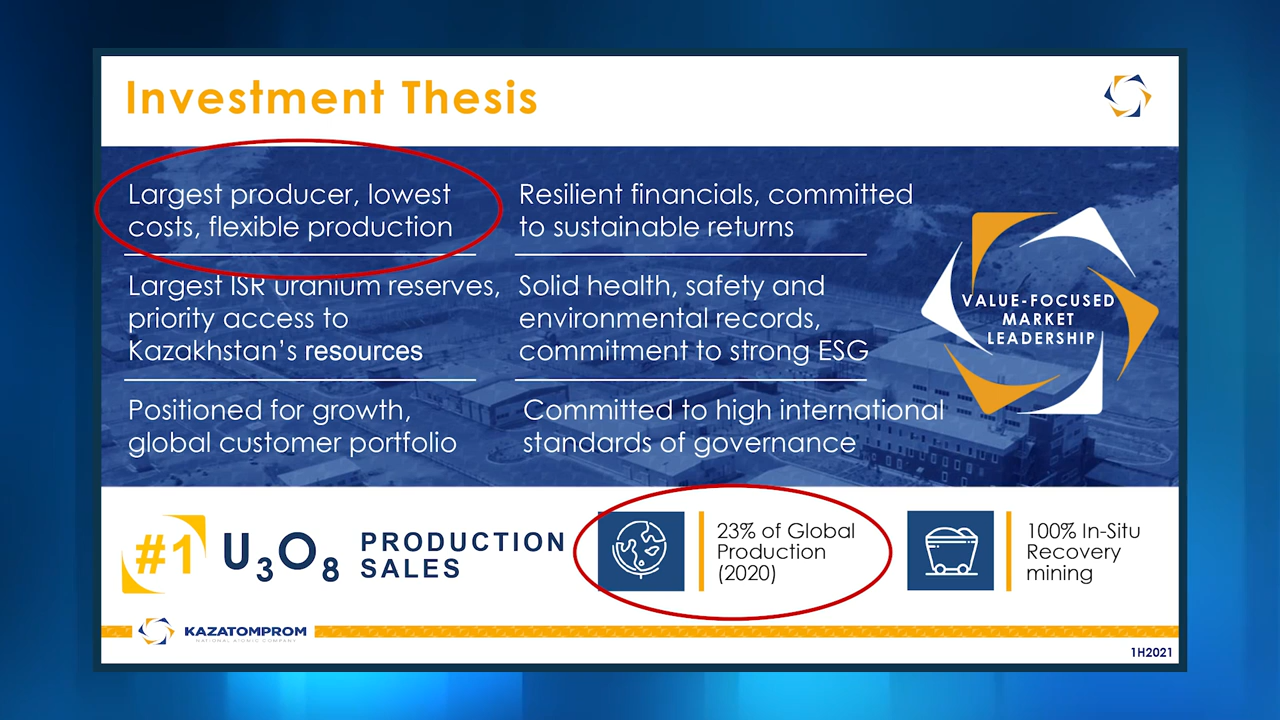 Investment Thesis
Largest producer, lowest
costs, flexible production
Resilient financials, committed
to sustainable returns
Largest ISR uranium reserves,
priority access to
Kazakhstan's resources
Solid health, safety and
environmental records,
commitment to strong ESG
Positioned for growth,
global customer portfolio
Committed to high international
standards of governance
VALUE-FOCUSED
MARKET
LEADERSHIP
#1 U3O8 PRODUCTION
SALES
23% of Global
Production
(2020)
100% In-Situ
Recovery
mining
KAZATOMPROM
NATIONAL ATOMIC COMPANY
1H2021